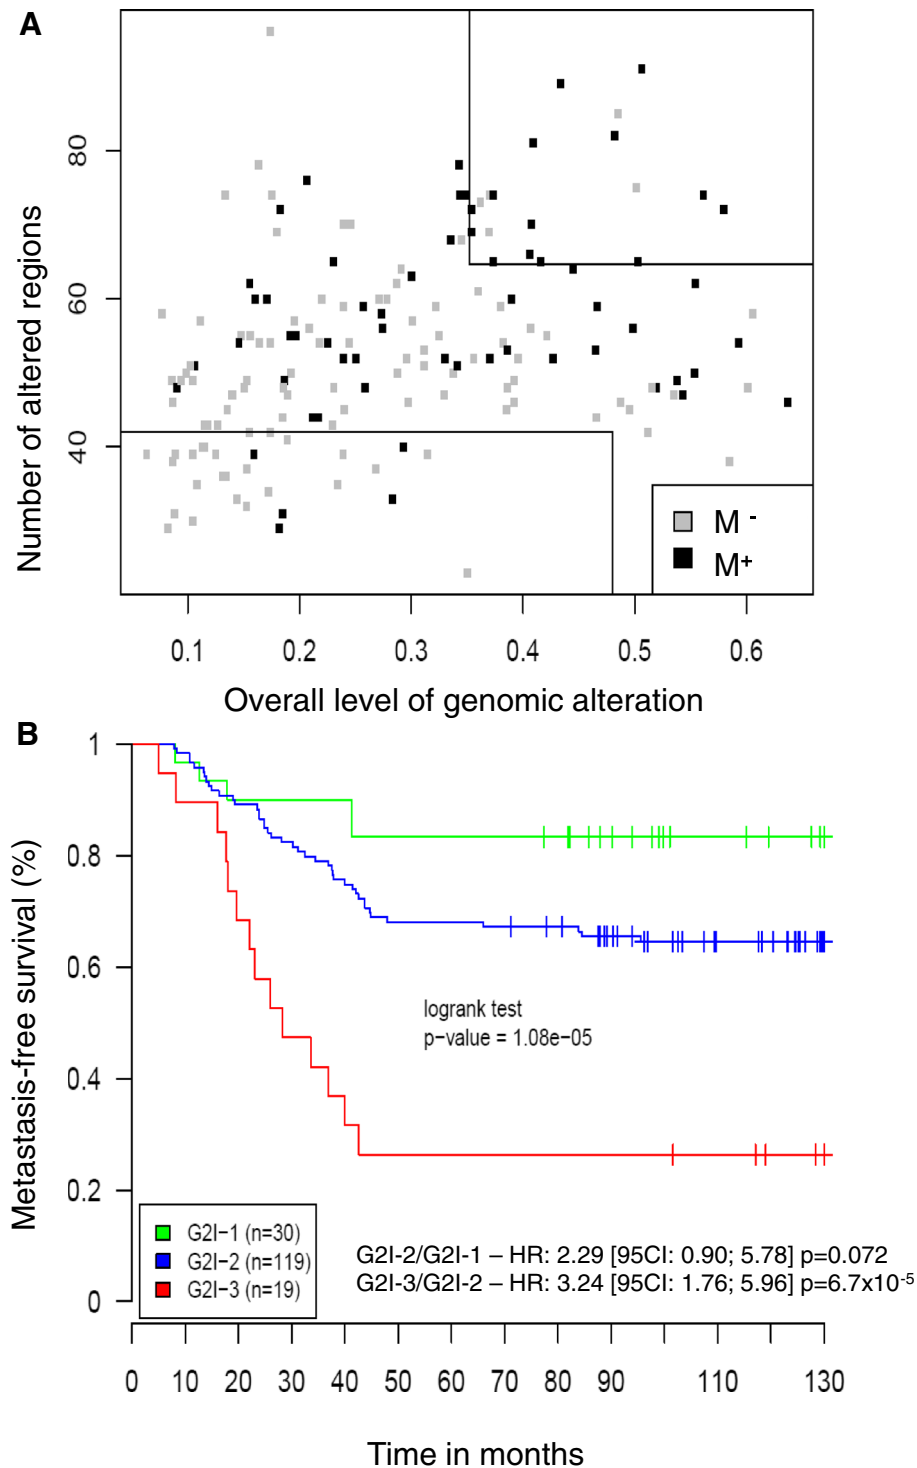 A
Number of altered regions
80
60
40
M -
M+
0.1 0.2 0.3 0.4 0.5 0.6
Overall level of genomic alteration
B
Metastasis-free survival (%)
1
0.8
0.6
0.4
0.2
0
logrank test
p-value = 1.08e-05
G2I-1 (n=30)
G2I-2 (n=119)
G2I-3 (n=19)
G2I-2/G2I-1 – HR: 2.29 [95CI: 0.90; 5.78] p=0.072
G2I-3/G2I-2 – HR: 3.24 [95CI: 1.76; 5.96] p=6.7x10-5
0 10 20 30 40 50 60 70 80 90 110 130
Time in months